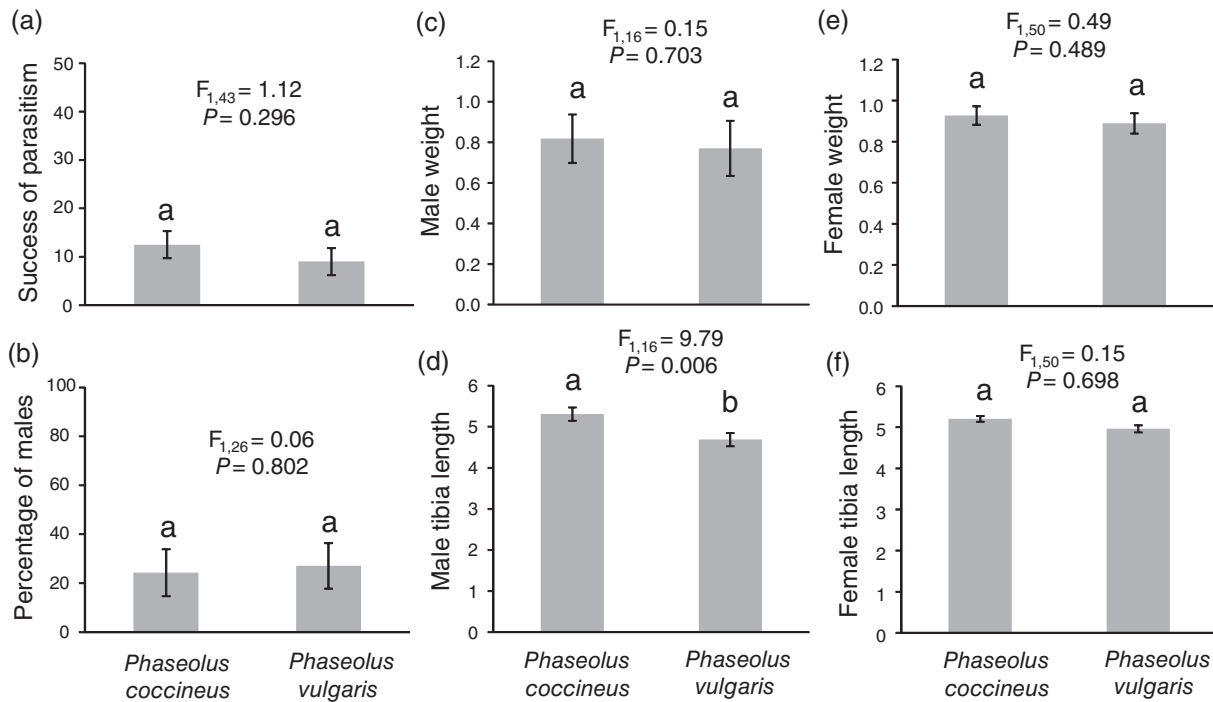 (a)
F1,43 = 1.12
P = 0.296
Success of parasitism
50
40
30
20
10
0
a
a
(b)
F1,26 = 0.06
P = 0.802
Percentage of males
100
80
60
40
20
0
a
a
Phaseolus
coccineus
Phaseolus
vulgaris
(c)
F1,16 = 0.15
P = 0.703
Male weight
1.2
1.0
0.8
0.6
0.4
0.2
0.0
a
a
(d)
F1,16 = 9.79
P = 0.006
Male tibia length
6
5
4
3
2
1
0
a
b
Phaseolus
coccineus
Phaseolus
vulgaris
(e)
F1,50 = 0.49
P = 0.489
Female weight
1.2
1.0
0.8
0.6
0.4
0.2
0.0
a
a
(f)
F1,50 = 0.15
P = 0.698
Female tibia length
6
5
6
3
2
1
0
a
a
Phaseolus
coccineus
Phaseolus
vulgaris